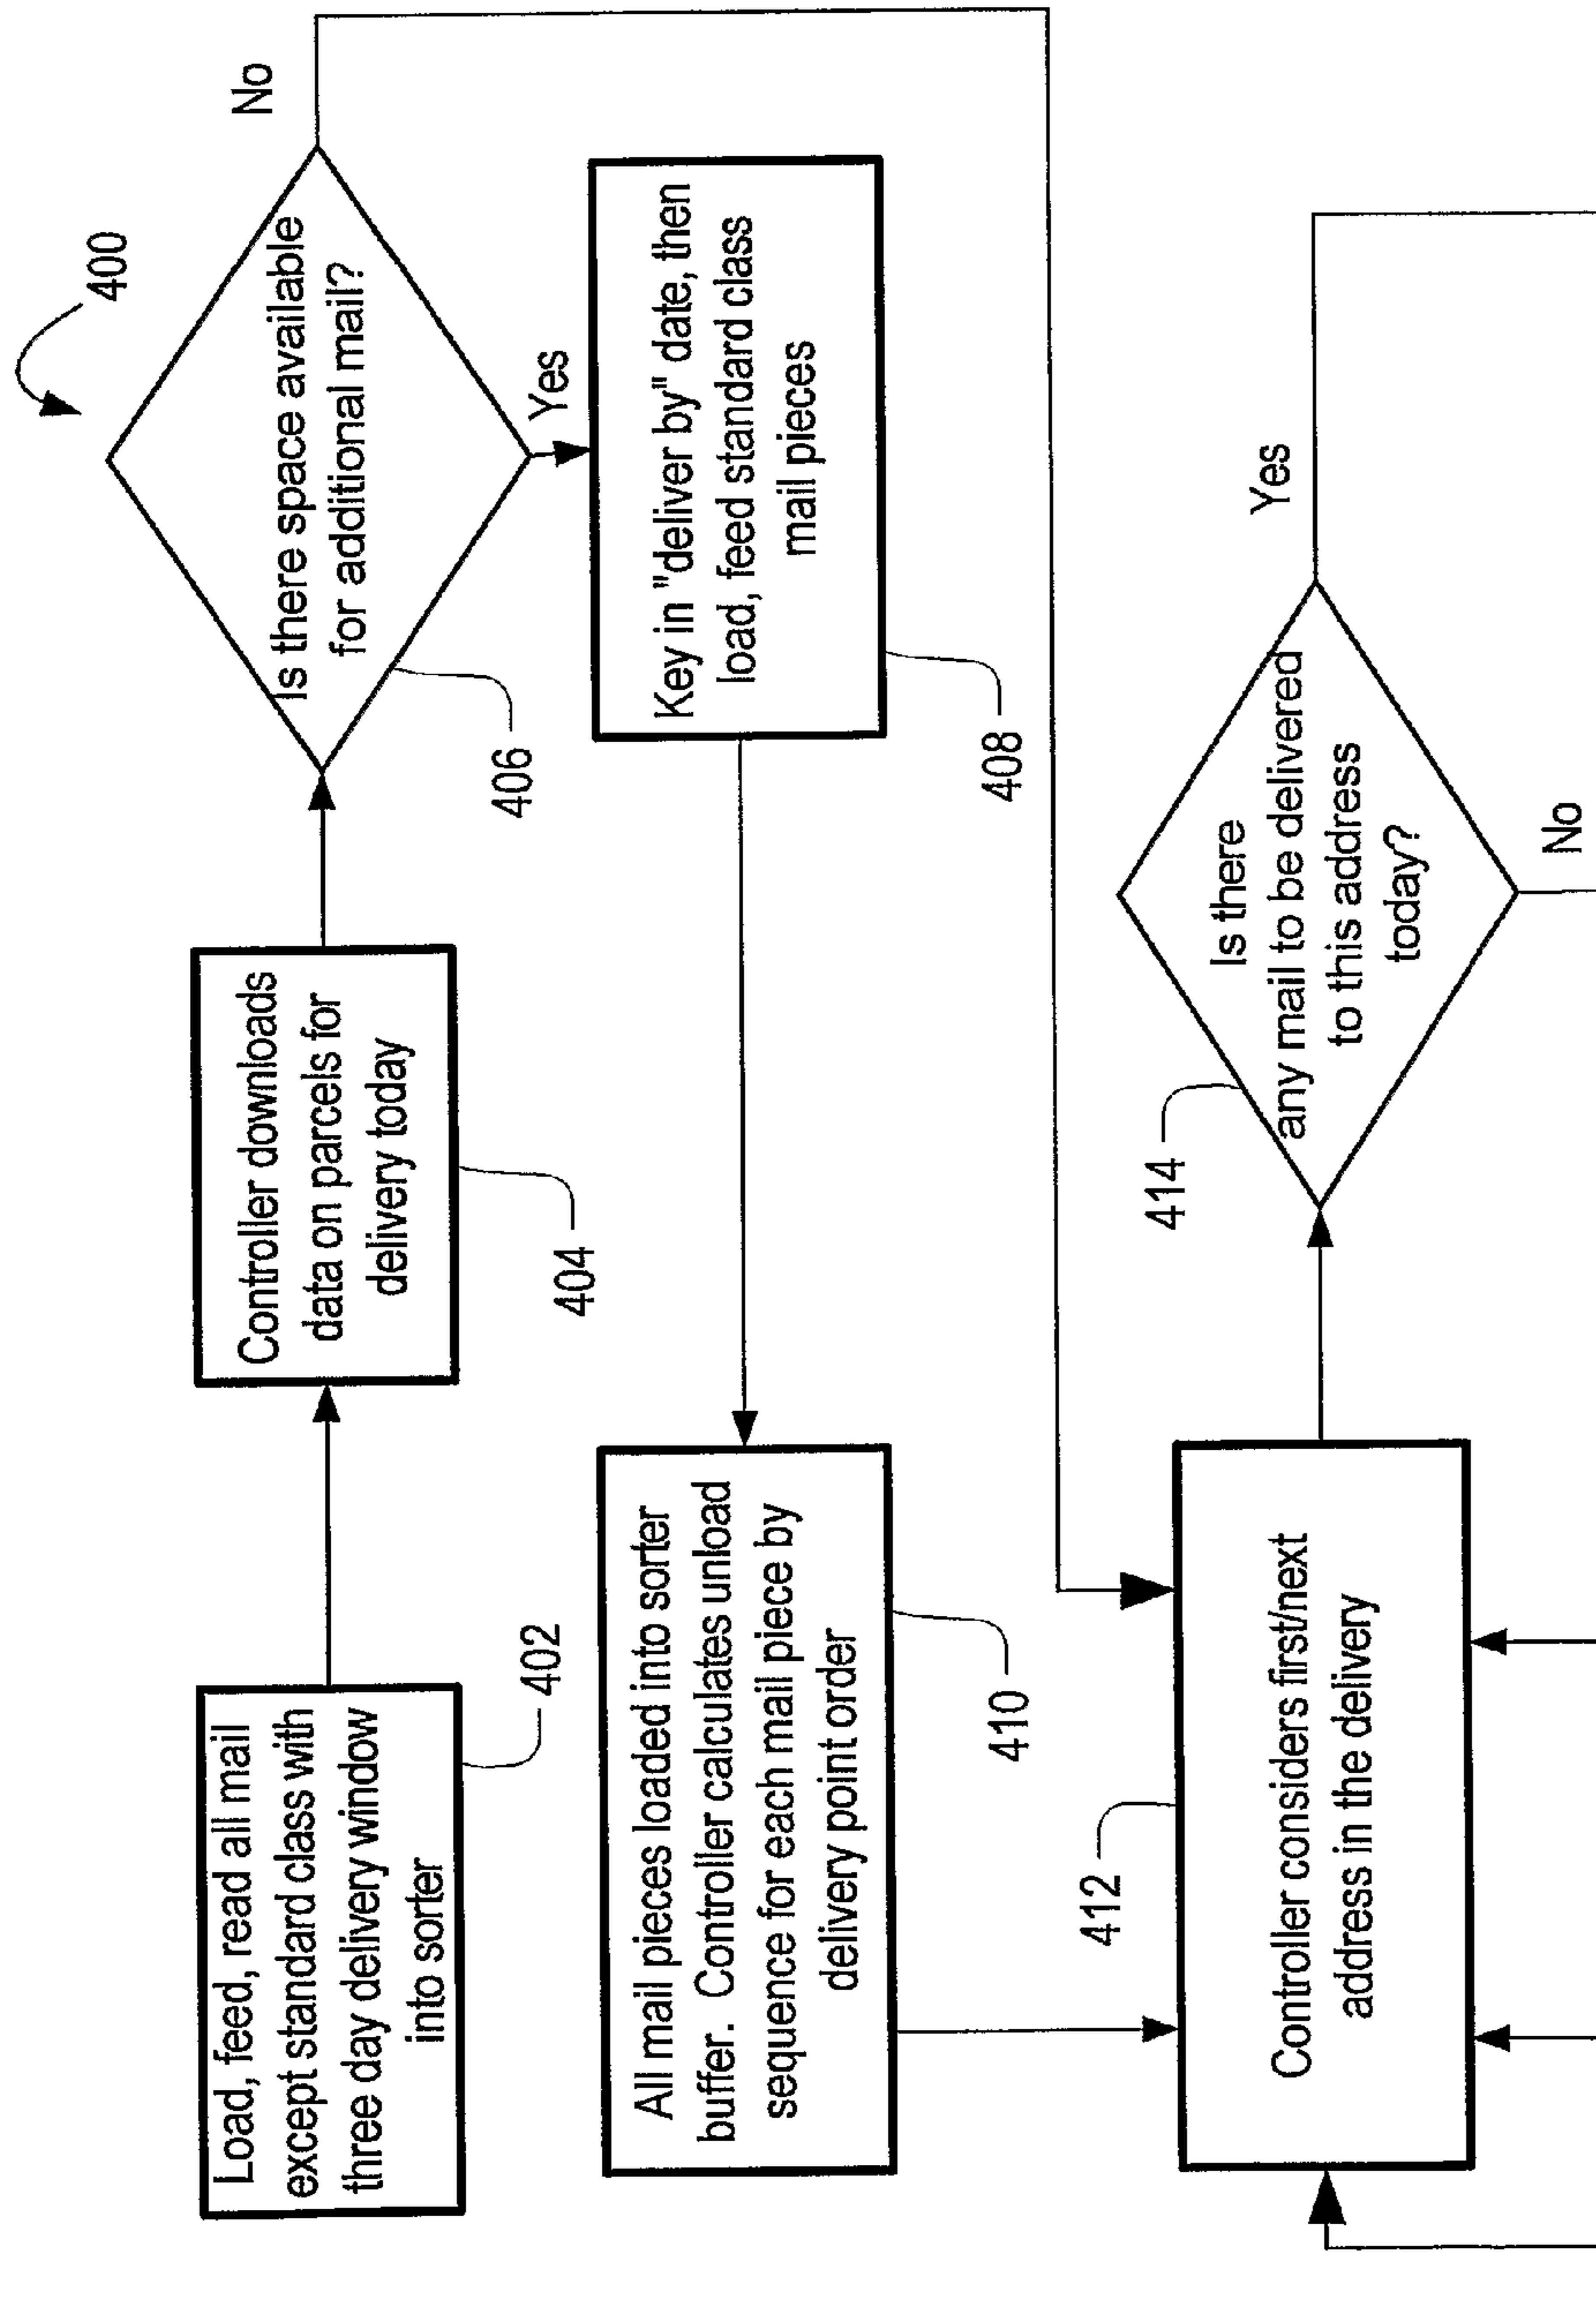 400
Load, feed, read all mail
except standard class with
three day delivery window
into sorter
402
Controller downloads
data on parcels for
delivery today
404
Is there space available
for additional mail?
406
No
Yes
Key in "deliver by" date, then
load, feed standard class
mail pieces
408
All mail pieces loaded into sorter
buffer. Controller calculates unload
sequence for each mail piece by
delivery point order
410
412
Controller considers first/next
address in the delivery
414
Is there
any mail to be delivered
to this address
today?
Yes
No